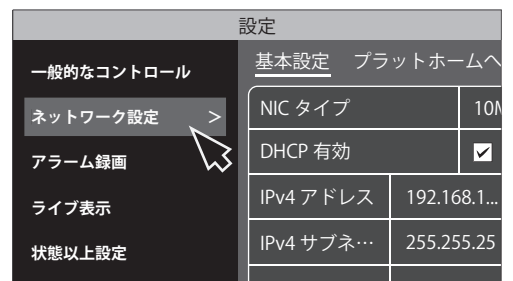 設定
一般的なコントロール
ネットワーク設定 >
アラーム録画
ライブ表示
状態以上設定
基本設定 プラットホームへ
NIC タイプ 10M
DHCP 有効
IPv4 アドレス 192.168.1...
IPv4 サブネ… 255.255.25